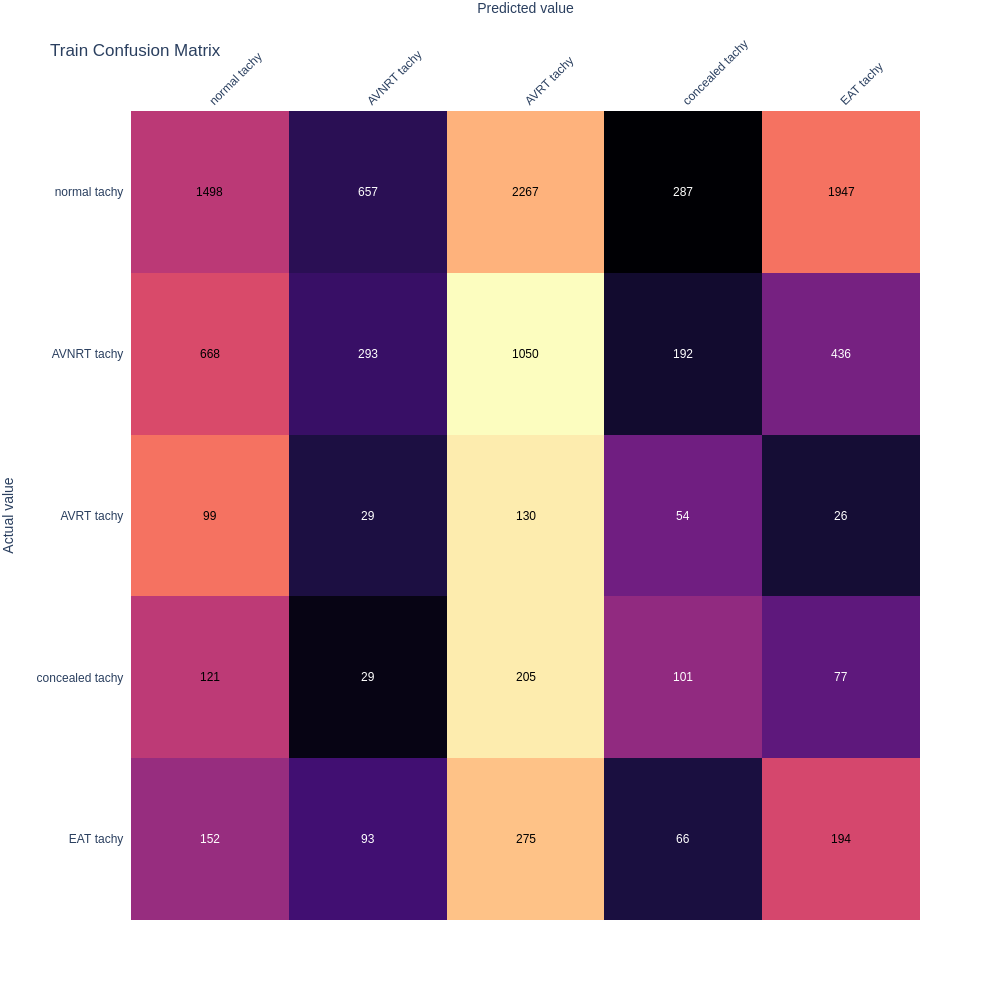 Predicted value
Train Confusion Matrix
normal tachy
AVNRT tachy
AVRT tachy
concealed tachy
EAT tachy
Actual value
normal tachy 1498 657 2267 287 1947
AVNRT tachy 668 293 1050 192 436
AVRT tachy 99 29 130 54 26
concealed tachy 121 29 205 101 77
EAT tachy 152 93 275 66 194